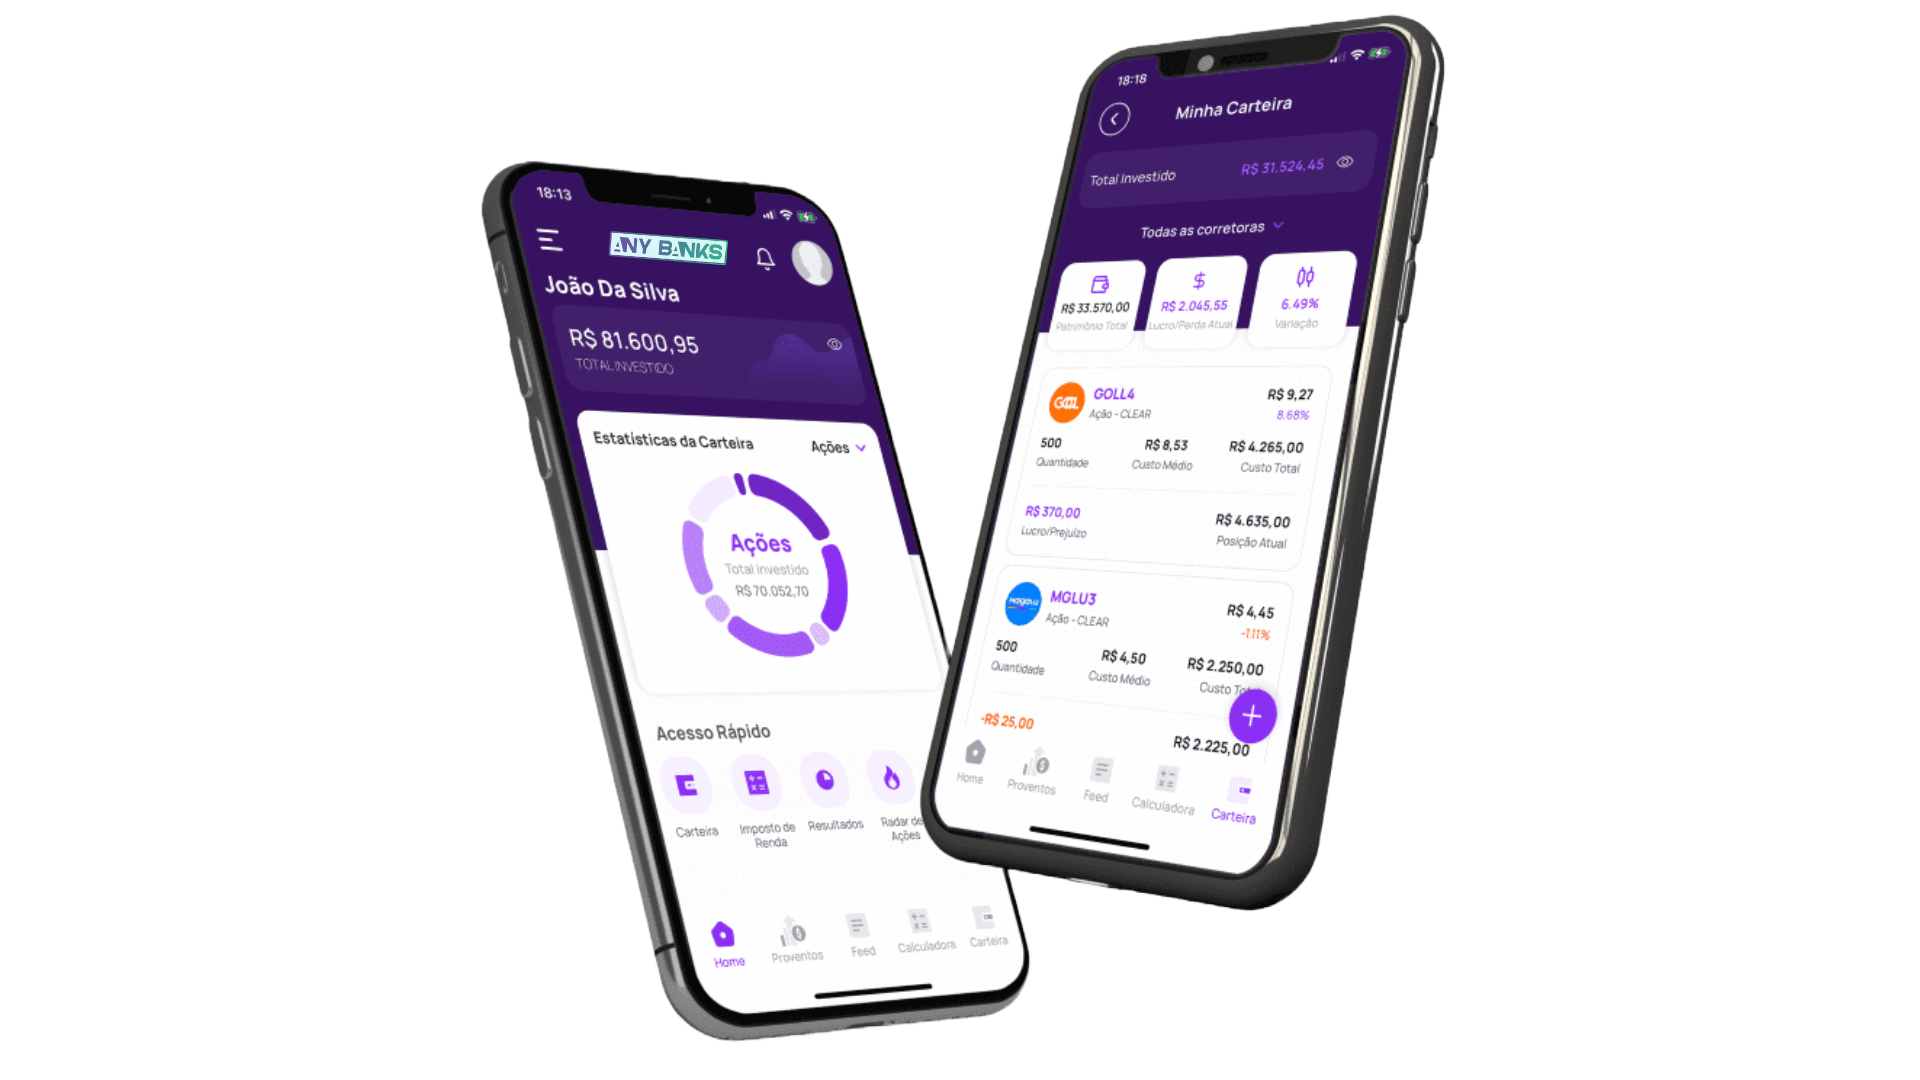 18:13
ANY BANKS
João Da Silva
R$ 81.600,95
TOTAL INVESTIDO
Estatísticas da Carteira
Ações
Ações
Total investido
R$ 70.052,70
Acesso Rápido
Carteira
Imposto de
Renda
Resultados
Radar de
Ações
Home
Proventos
Feed
Calculadora
Carteira
18:18
Minha Carteira
Total Investido
R$ 31.524,45
Todas as corretoras
R$ 33.570,00
Patrimônio Total
$
R$ 2.045,55
Lucro/Perda Atual
6.49%
Variação
GOL
GOLL4
Ação - CLEAR
R$ 9,27
8.68%
500
Quantidade
R$ 8,53
Custo Médio
R$ 4.265,00
Custo Total
R$ 370,00
Lucro/Prejuízo
R$ 4.635,00
Posição Atual
Magalu
MGLU3
Ação - CLEAR
R$ 4,45
-1.11%
500
Quantidade
R$ 4,50
Custo Médio
R$ 2.250,00
Custo
-R$ 25,00
R$ 2.225,00
Home
Proventos
Feed
Calculadora
Carteira